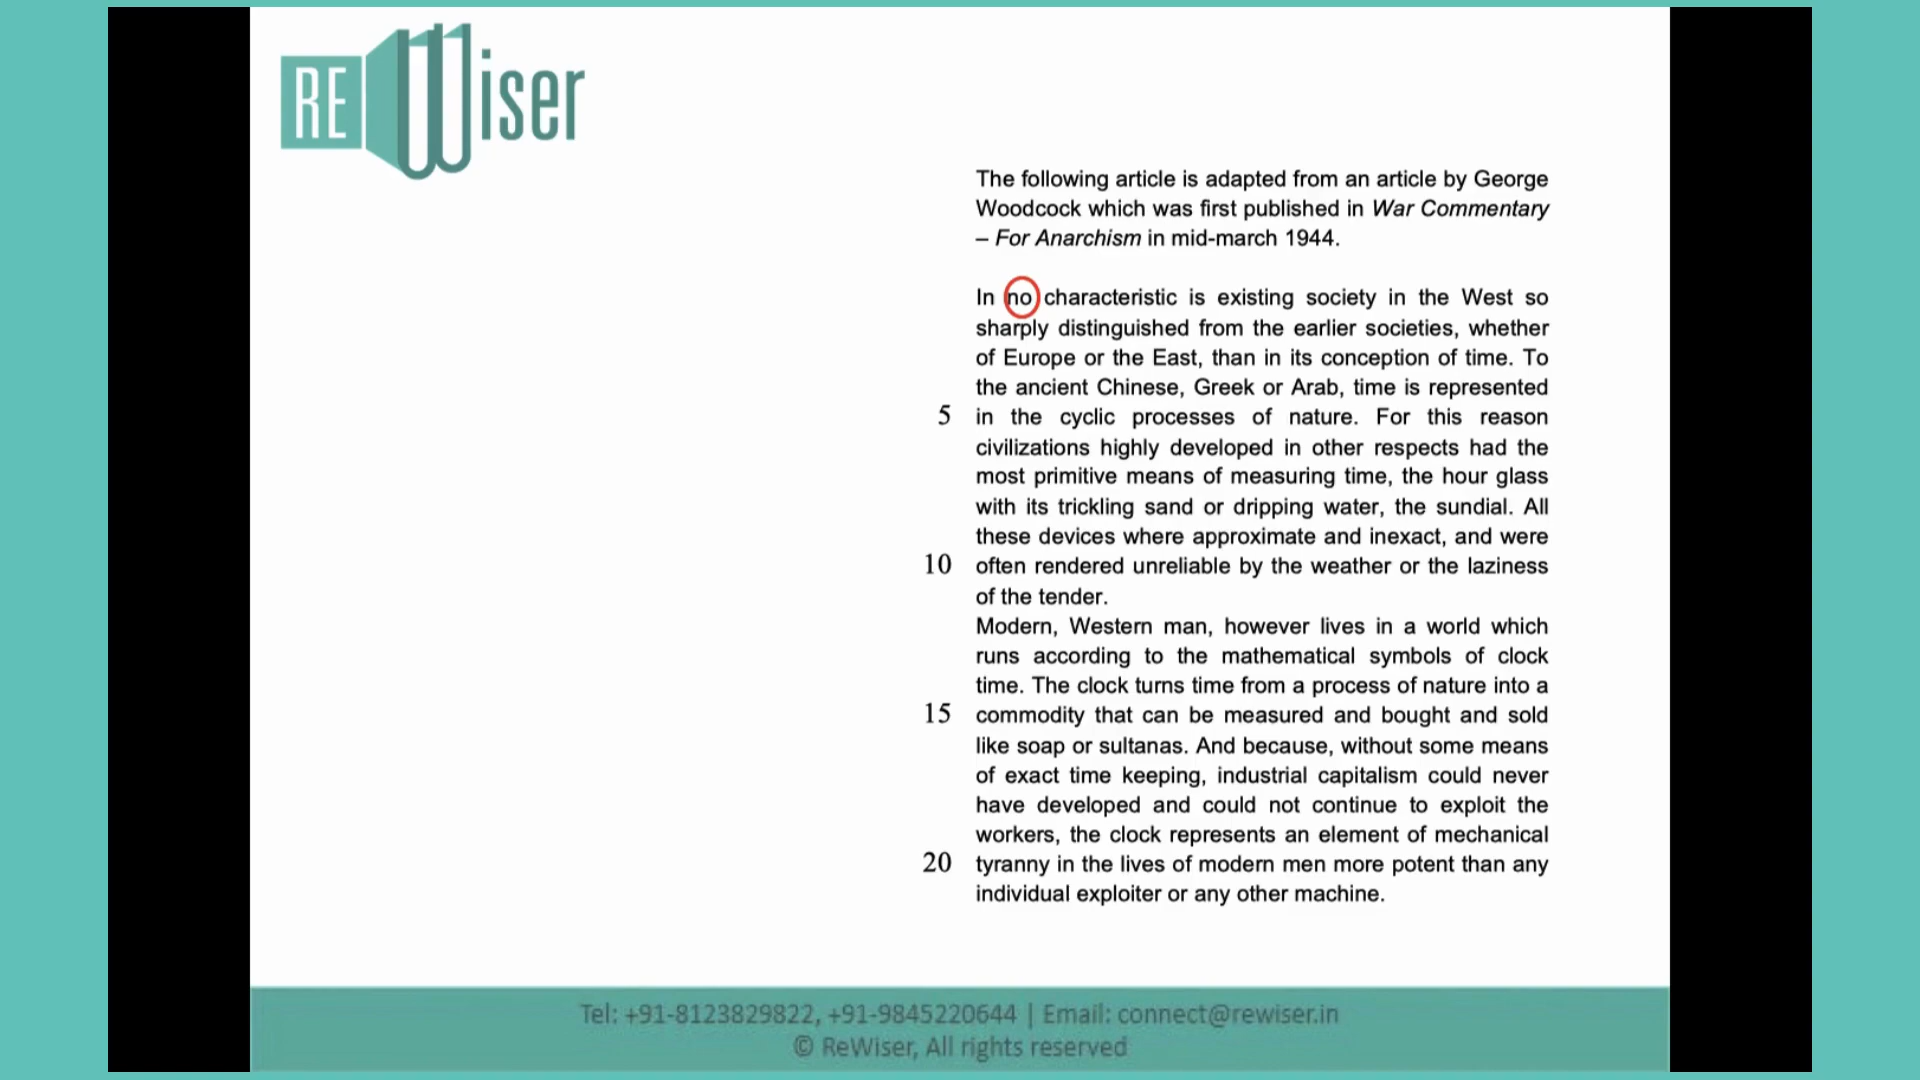 REWiser
The following article is adapted from an article by George
Woodcock which was first published in War Commentary
– For Anarchism in mid-march 1944.
In no characteristic is existing society in the West so
sharply distinguished from the earlier societies, whether
of Europe or the East, than in its conception of time. To
the ancient Chinese, Greek or Arab, time is represented
5 in the cyclic processes of nature. For this reason
civilizations highly developed in other respects had the
most primitive means of measuring time, the hour glass
with its trickling sand or dripping water, the sundial. All
these devices where approximate and inexact, and were
10 often rendered unreliable by the weather or the laziness
of the tender.
Modern, Western man, however lives in a world which
runs according to the mathematical symbols of clock
time. The clock turns time from a process of nature into a
15 commodity that can be measured and bought and sold
like soap or sultanas. And because, without some means
of exact time keeping, industrial capitalism could never
have developed and could not continue to exploit the
workers, the clock represents an element of mechanical
20 tyranny in the lives of modern men more potent than any
individual exploiter or any other machine.
Tel: +91-8123829822, +91-9845220644 | Email: connect@rewiser.in
© ReWiser, All rights reserved